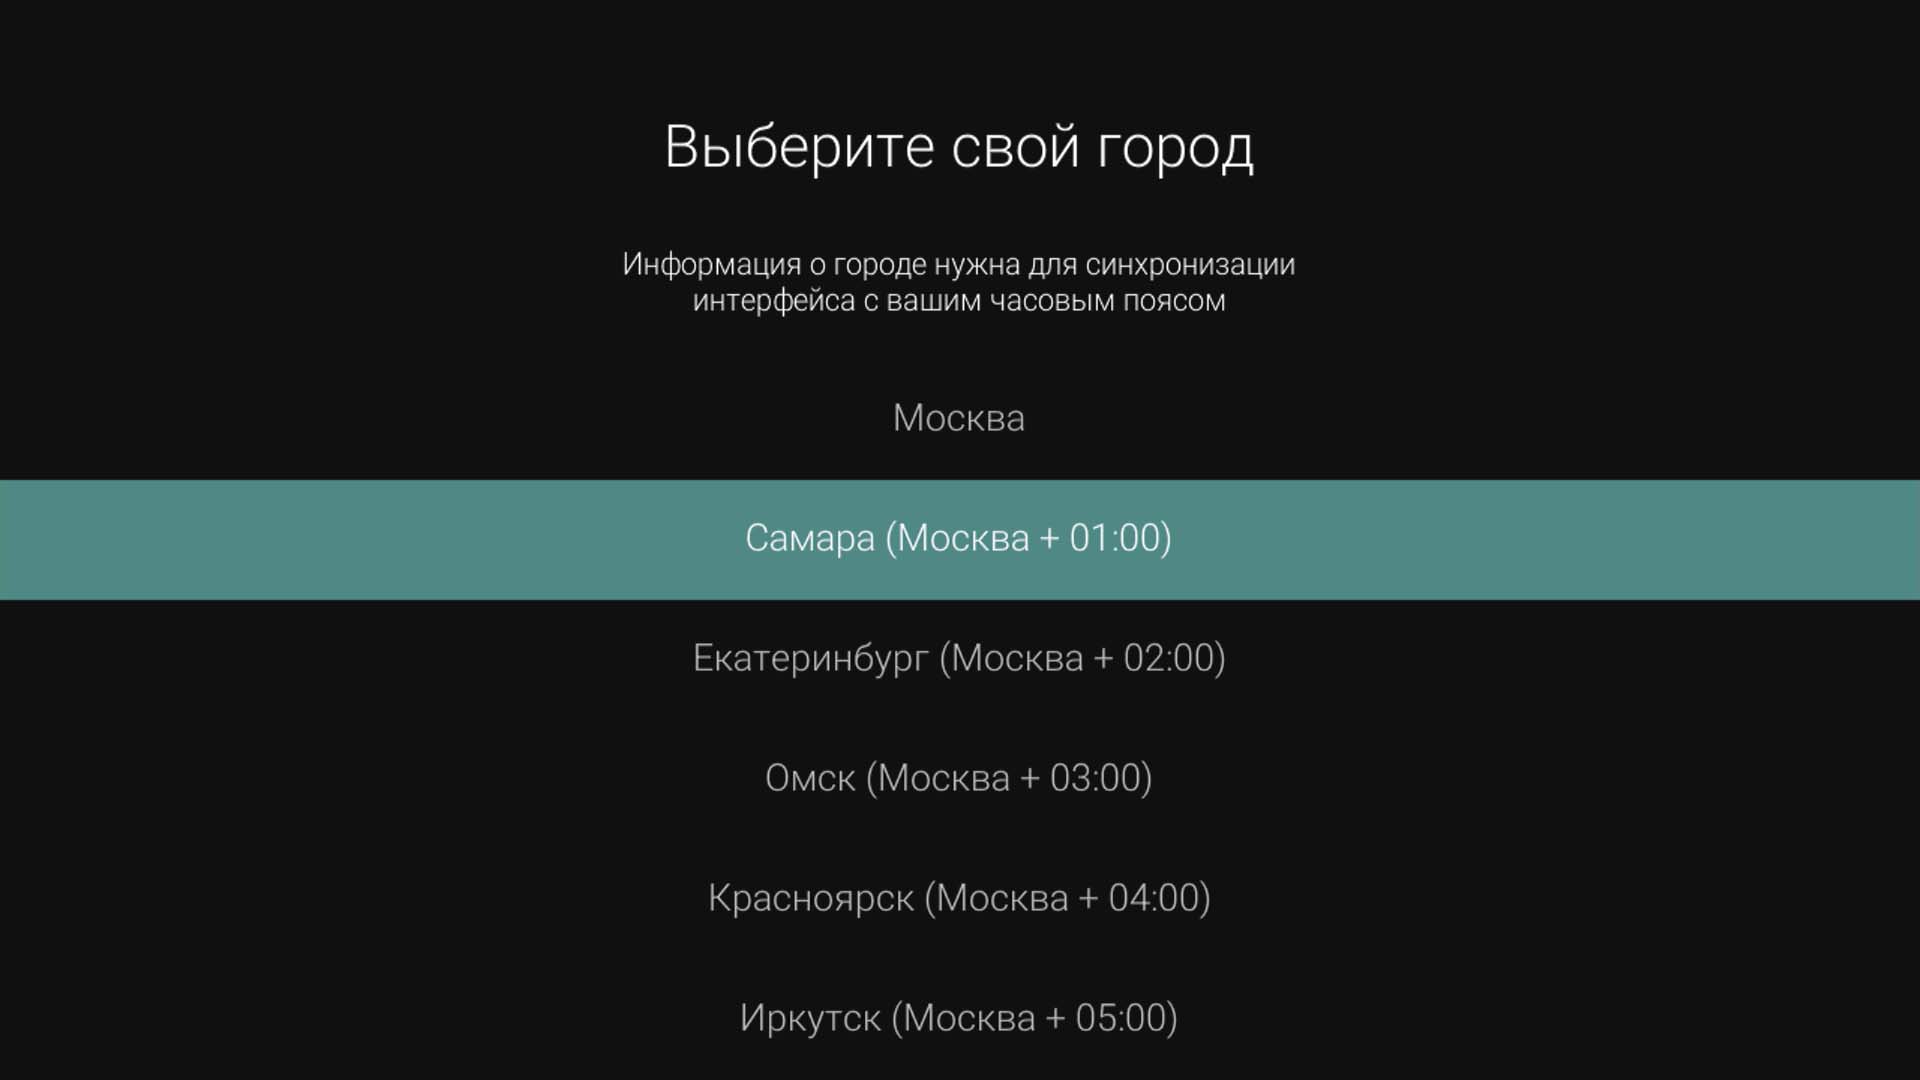 Выберите свой город
Информация о городе нужна для синхронизации
интерфейса с вашим часовым поясом
Москва
Самара (Москва + 01:00)
Екатеринбург (Москва + 02:00)
Омск (Москва + 03:00)
Красноярск (Москва + 04:00)
Иркутск (Москва + 05:00)